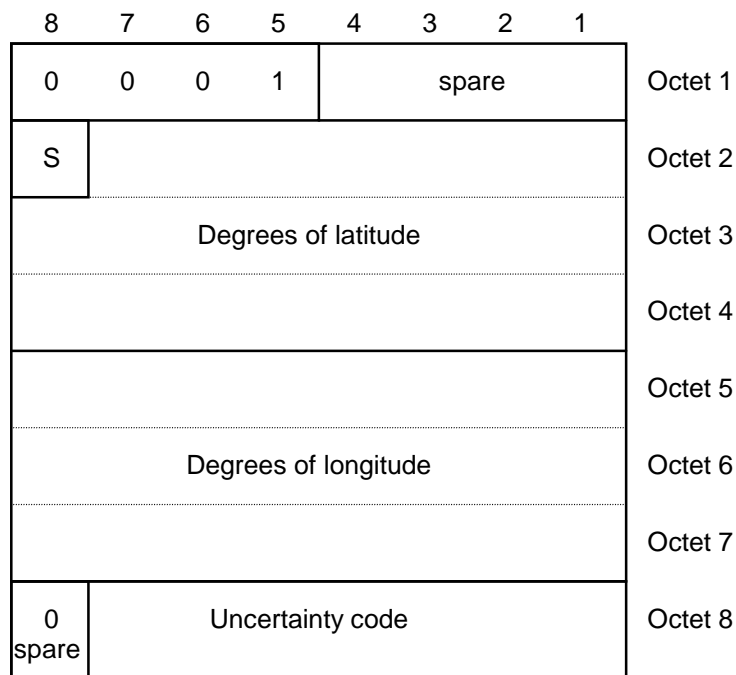 8 7 6 5 4 3 2 1
0 0 0 1 spare Octet 1
S Octet 2
Degrees of latitude Octet 3
Octet 4
Octet 5
Degrees of longitude Octet 6
Octet 7
0 Uncertainty code Octet 8
spare